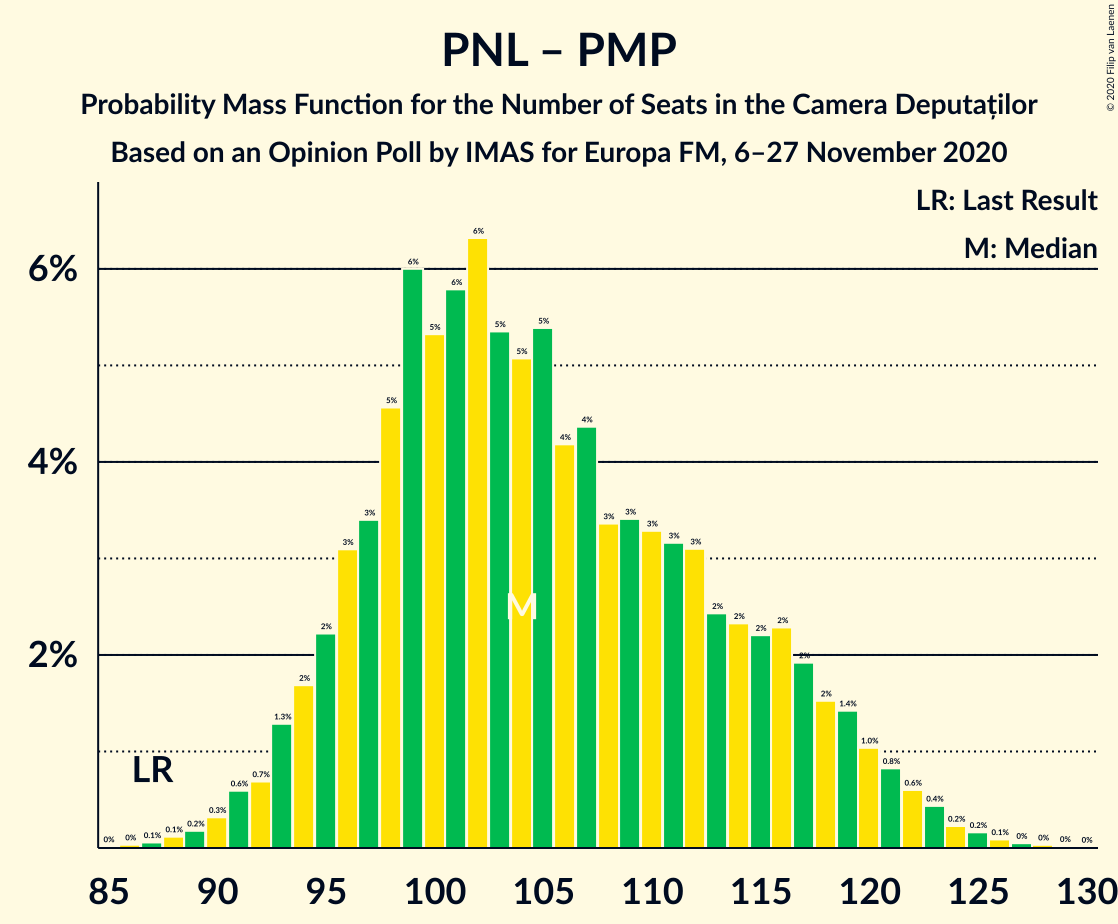 © 2020 Filip van Laenen
PNL – PMP
Probability Mass Function for the Number of Seats in the Camera Deputaților
Based on an Opinion Poll by IMAS for Europa FM, 6–27 November 2020
LR: Last Result
M: Median
6%
4%
2%
0% 0% 0.1% 0.1% 0.2% 0.3% 0.6% 0.7% 1.3% 2% 2% 3% 3% 5% 6% 5% 6% 6% 5% 5% 5% 4% 4% 3% 3% 3% 3% 3% 2% 2% 2% 2% 2% 2% 1.4% 1.0% 0.8% 0.6% 0.4% 0.2% 0.2% 0.1% 0% 0% 0% 0%
M
LR
85 90 95 100 105 110 115 120 125 130